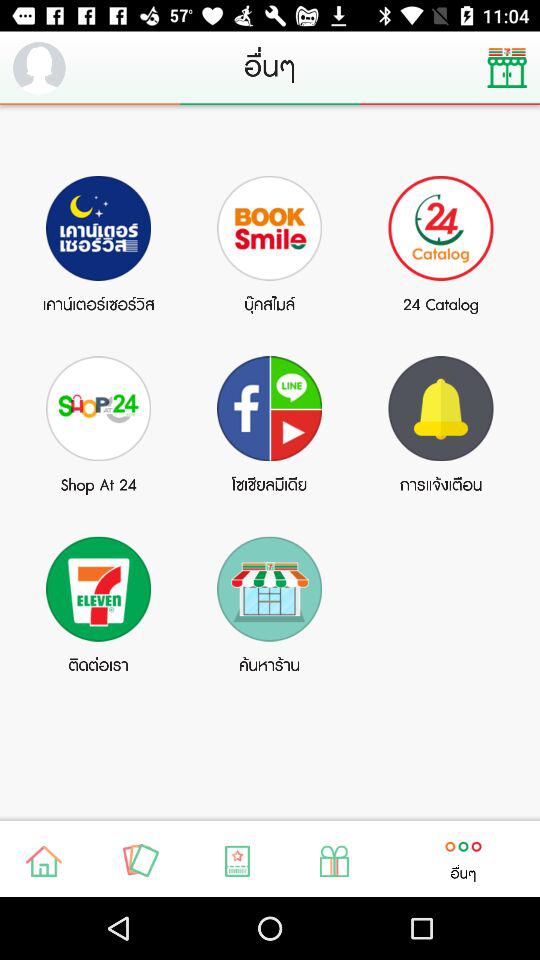 57°
11:04
อื่นๆ
7
เคาน์เตอร์
เซอร์วิส
BOOK
Smile
24
Catalog
เคาน์เตอร์เซอร์วิส
บุ๊คสไมล์
24 Catalog
SHOP AT 24
f
LINE
Shop At 24
โซเชียลมีเดีย
การแจ้งเตือน
7
ELEVEN
®
7
ติดต่อเรา
ค้นหาร้าน
อื่นๆ